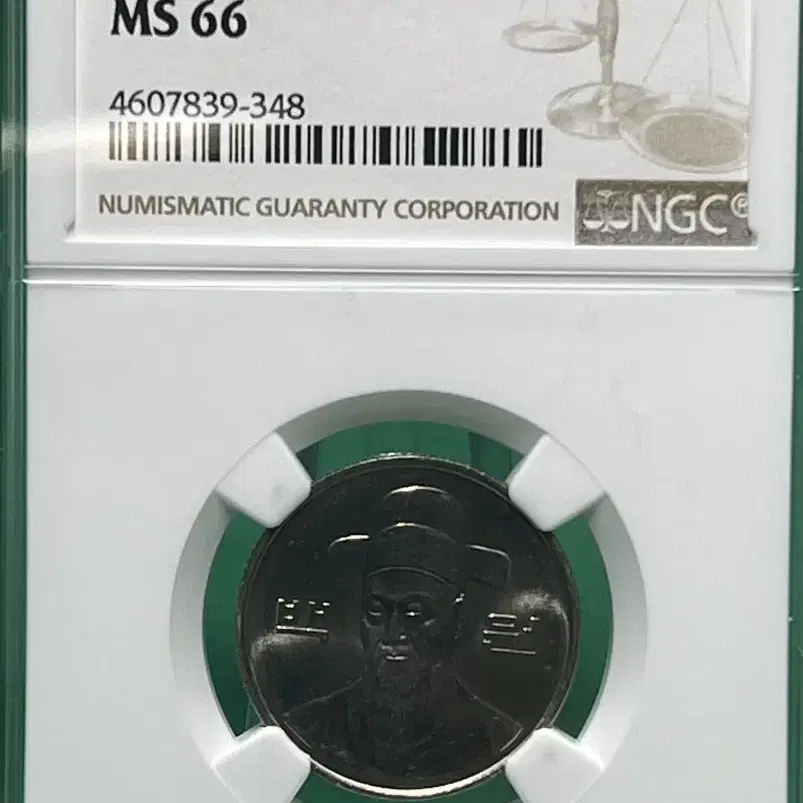 MS 66
4607839-348
NUMISMATIC GUARANTY CORPORATION
NGC®
백 원